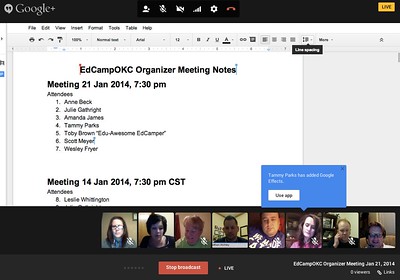 Google+
LIVE
File Edit View Insert Format Tools Table Help
100% Normal text Arial 12 More
Line spacing
EdCampOKC Organizer Meeting Notes
Meeting 21 Jan 2014, 7:30 pm
Attendees
1. Anne Beck
2. Julie Gathright
3. Amanda James
4. Tammy Parks
5. Toby Brown "Edu-Awesome EdCamper"
6. Scott Meyer
7. Wesley Fryer
Meeting 14 Jan 2014, 7:30 pm CST
Attendees
8. Leslie Whittington
Tammy Parks has added Google Effects.
Use app
Stop broadcast
LIVE
EdCampOKC Organizer Meeting Jan 21, 2014
0 viewers Links